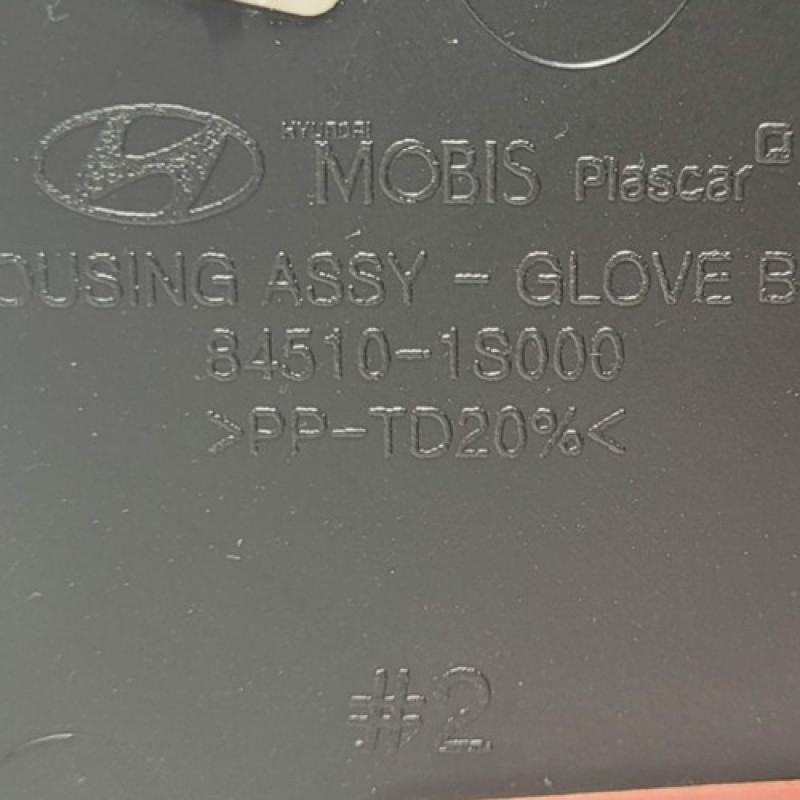 HYUNDAI
MOBIS Plascar
OUSING ASSY - GLOVE B
84510-1S000
>PP-TD20%<
#2